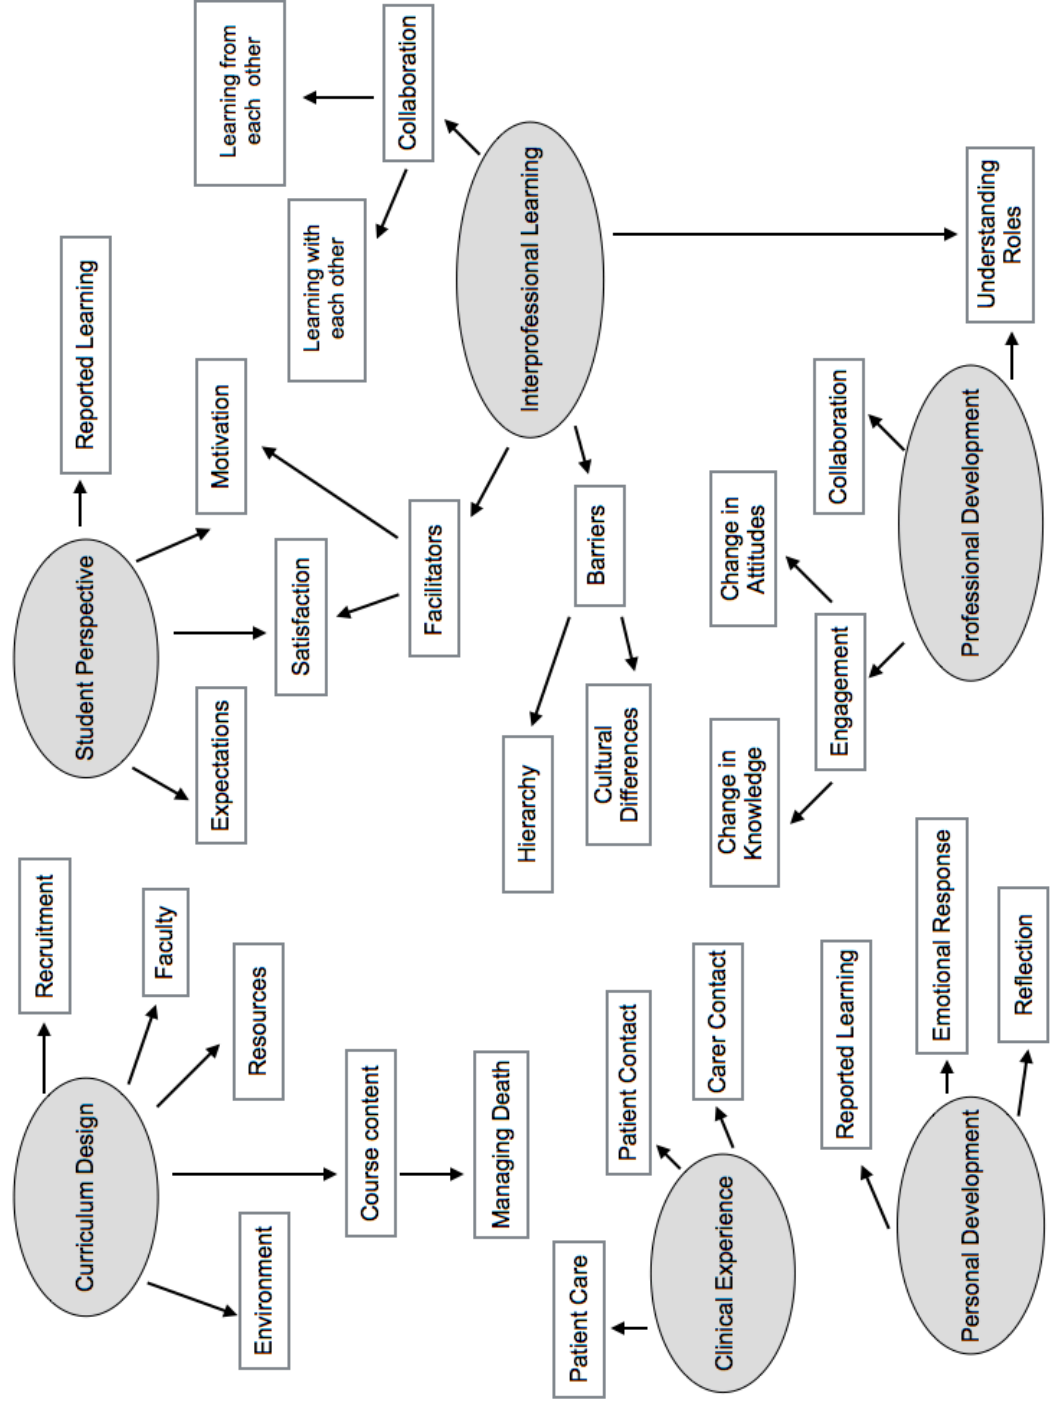 Curriculum Design
Recruitment
Faculty
Resources
Environment
Course content
Managing Death
Student Perspective
Reported Learning
Expectations
Motivation
Satisfaction
Learning from
each other
Learning with
each other
Collaboration
Interprofessional Learning
Facilitators
Barriers
Hierarchy
Cultural
Differences
Patient Care
Patient Contact
Carer Contact
Clinical Experience
Change in
Knowledge
Change in
Attitudes
Engagement
Collaboration
Professional Development
Understanding
Roles
Reported Learning
Emotional Response
Reflection
Personal Development